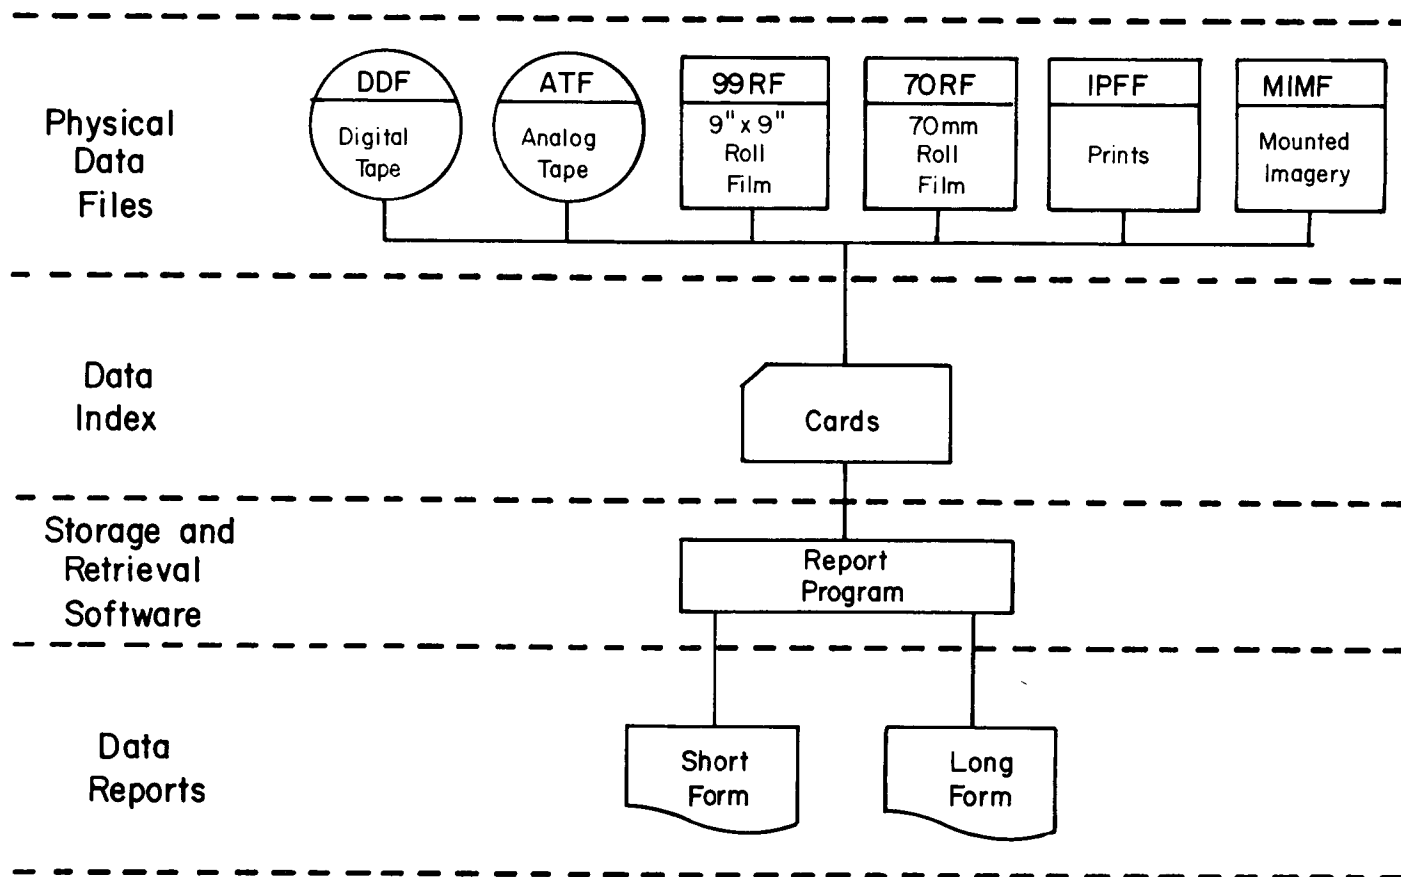 Physical
Data
Files
DDF
Digital
Tape
ATF
Analog
Tape
99RF
9" x 9"
Roll
Film
70RF
70mm
Roll
Film
IPFF
Prints
MIMF
Mounted
Imagery
Data
Index
Cards
Storage and
Retrieval
Software
Report
Program
Data
Reports
Short
Form
Long
Form